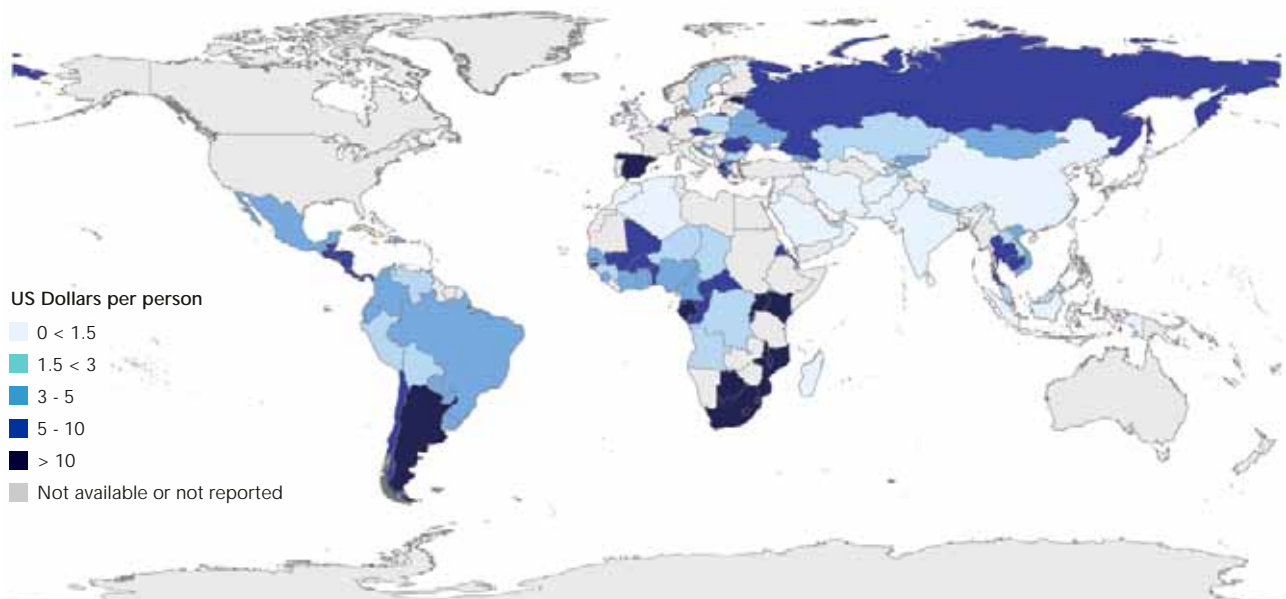 US Dollars per person
0 < 1.5
1.5 < 3
3 - 5
5 - 10
> 10
Not available or not reported